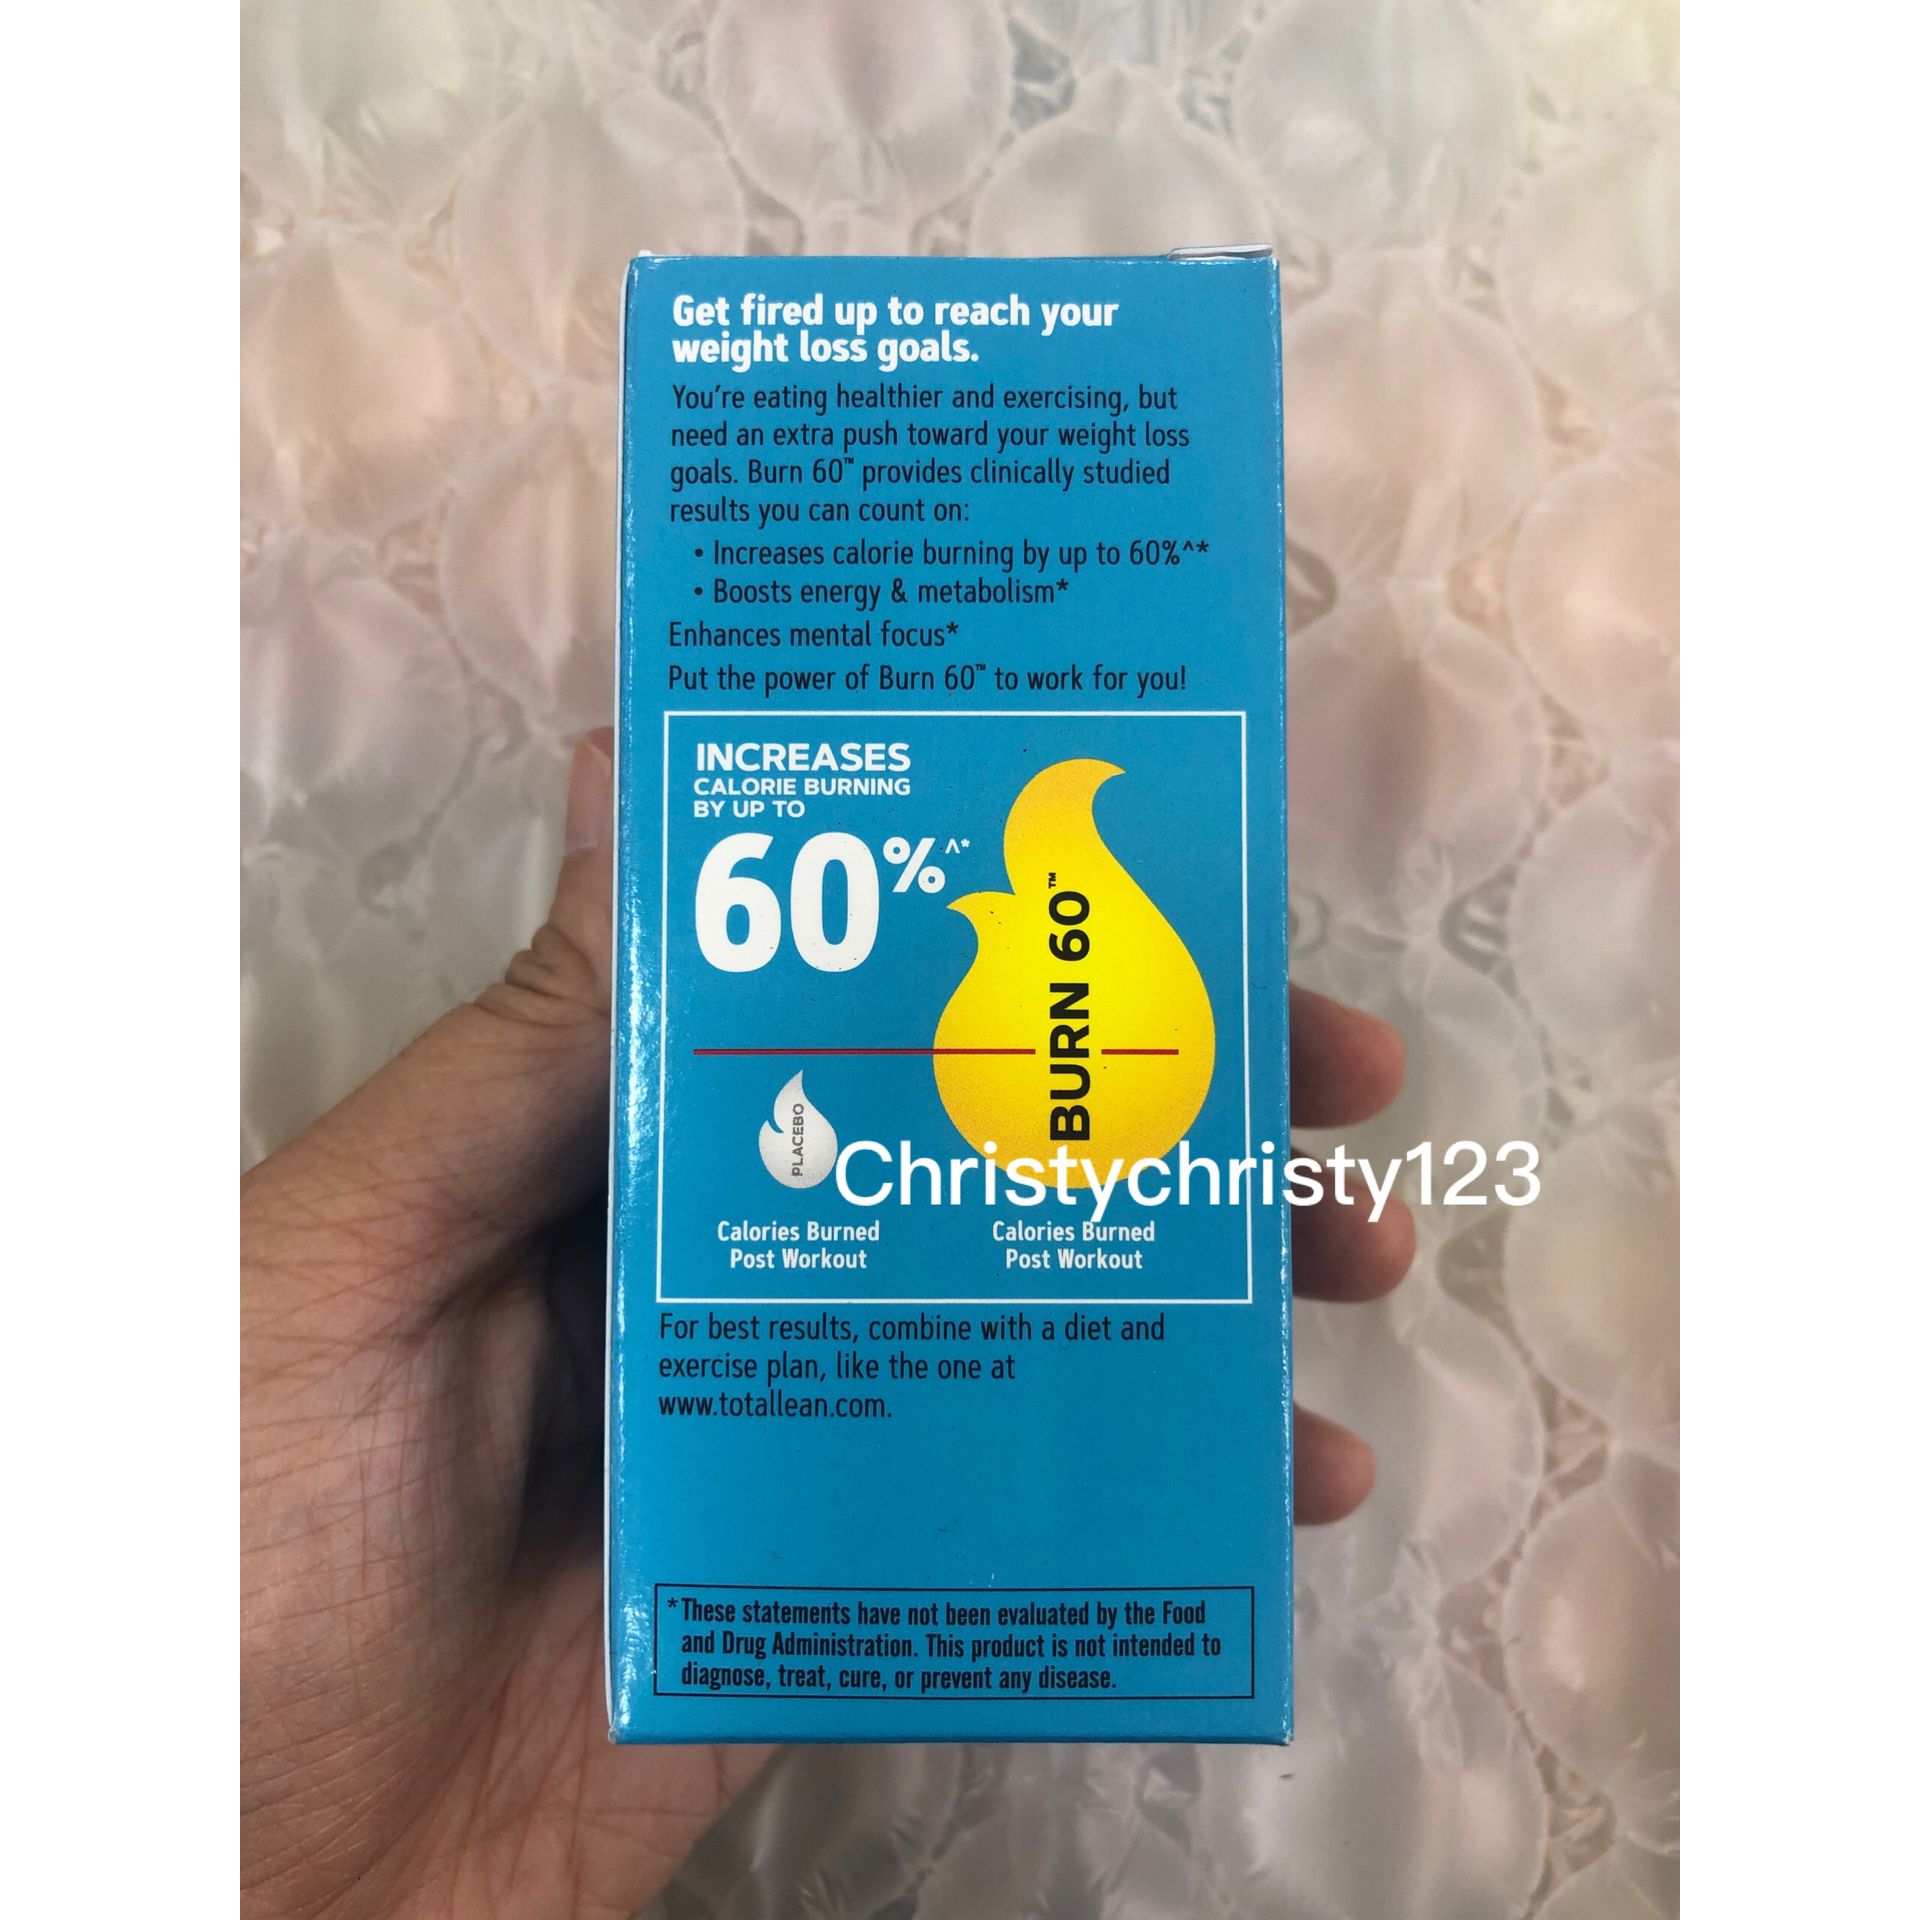 Get fired up to reach your
weight loss goals.
You're eating healthier and exercising, but
need an extra push toward your weight loss
goals. Burn 60™ provides clinically studied
results you can count on:
• Increases calorie burning by up to 60%^*
• Boosts energy & metabolism*
Enhances mental focus*
Put the power of Burn 60™ to work for you!
INCREASES
CALORIE BURNING
BY UP TO
60%^*
BURN 60™
PLACEBO
Christychristy123
Calories Burned
Post Workout
Calories Burned
Post Workout
For best results, combine with a diet and
exercise plan, like the one at
www.totallean.com.
*These statements have not been evaluated by the Food
and Drug Administration. This product is not intended to
diagnose, treat, cure, or prevent any disease.